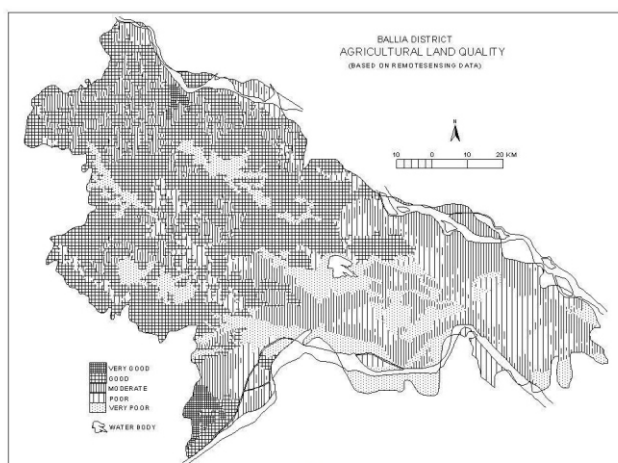 BALLIA DISTRICT
AGRICULTURAL LAND QUALITY
(BASED ON REMOTESENSING DATA)
N
10 0 10 20 KM
VERY GOOD
GOOD
MODERATE
POOR
VERY POOR
WATER BODY